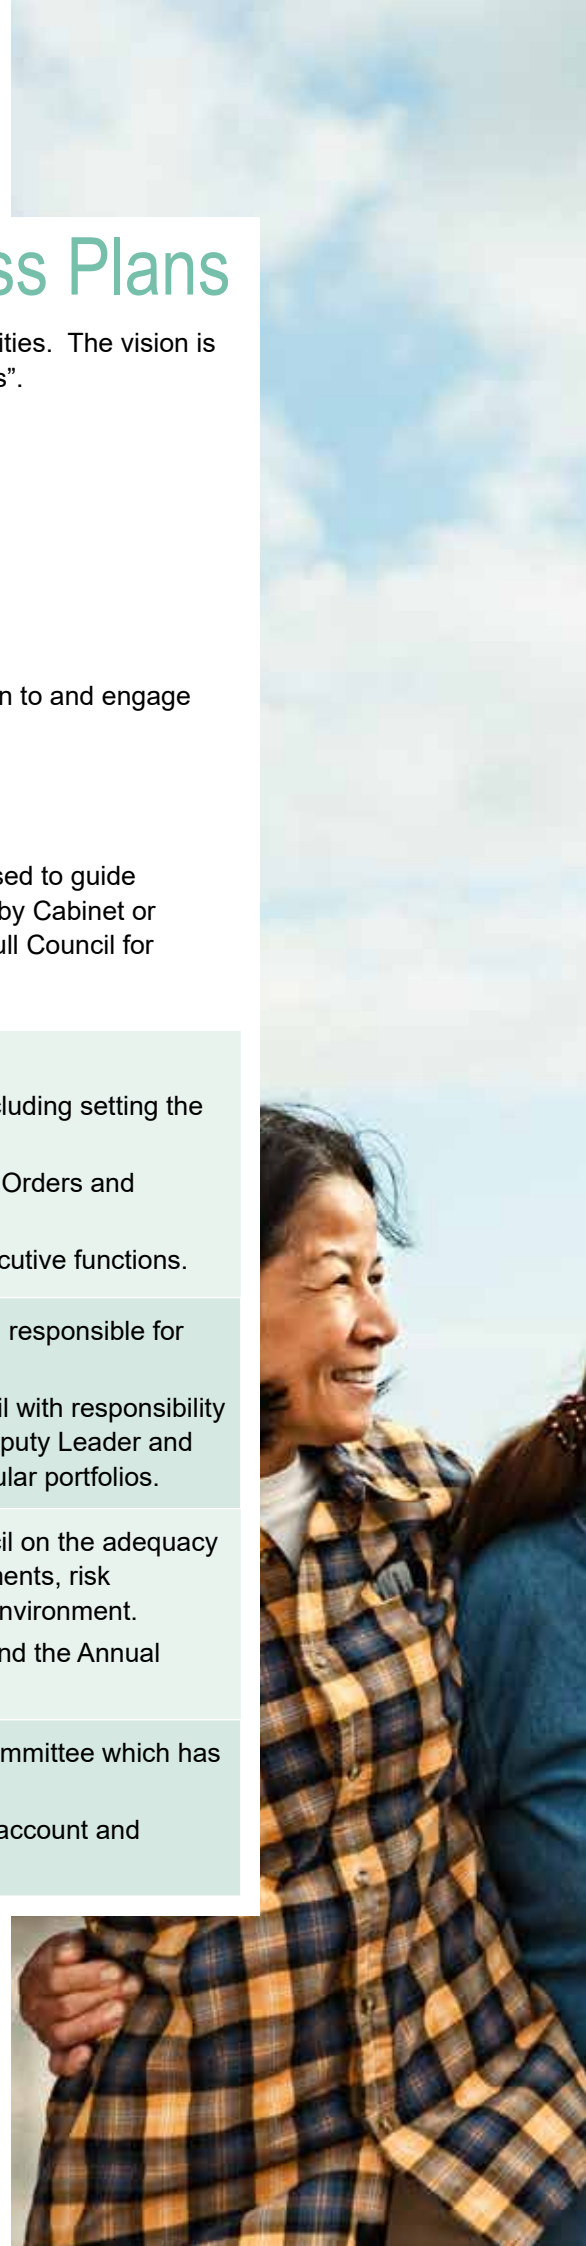 ss Plans
ities.  The vision is
s”.
n to and engage
sed to guide
by Cabinet or
ull Council for
cluding setting the
Orders and
cutive functions.
responsible for
il with responsibility
puty Leader and
ular portfolios.
cil on the adequacy
nents, risk
nvironment.
nd the Annual
mmittee which has
account and